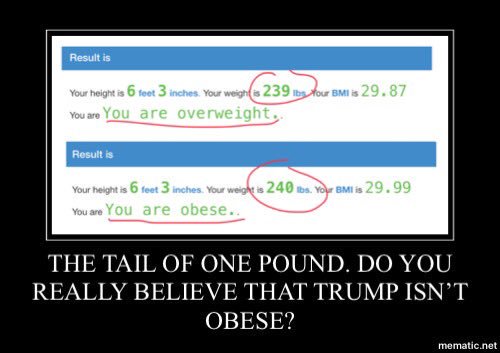 Result is
Your height is 6 feet 3 inches. Your weight is 239 lbs. Your BMI is 29.87
You are You are overweight..
Result is
Your height is 6 feet 3 inches. Your weight is 240 lbs. Your BMI is 29.99
You are You are obese..
THE TAIL OF ONE POUND. DO YOU
REALLY BELIEVE THAT TRUMP ISN'T
OBESE?
mematic.net